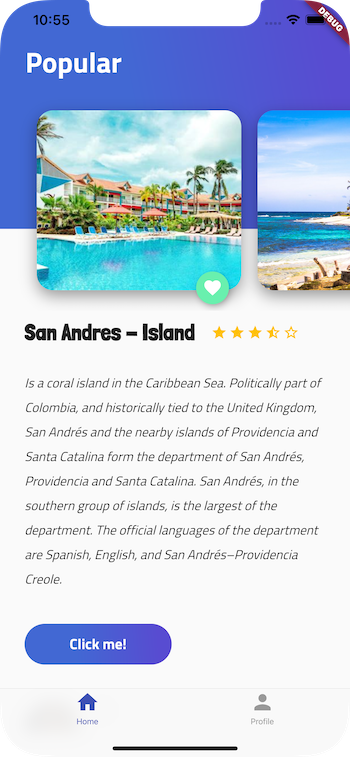 10:55
DEBUG
Popular
San Andres – Island
Is a coral island in the Caribbean Sea. Politically part of
Colombia, and historically tied to the United Kingdom,
San Andrés and the nearby islands of Providencia and
Santa Catalina form the department of San Andrés,
Providencia and Santa Catalina. San Andrés, in the
southern group of islands, is the largest of the
department. The official languages of the department
are Spanish, English, and San Andrés–Providencia
Creole.
Click me!
Home
Profile